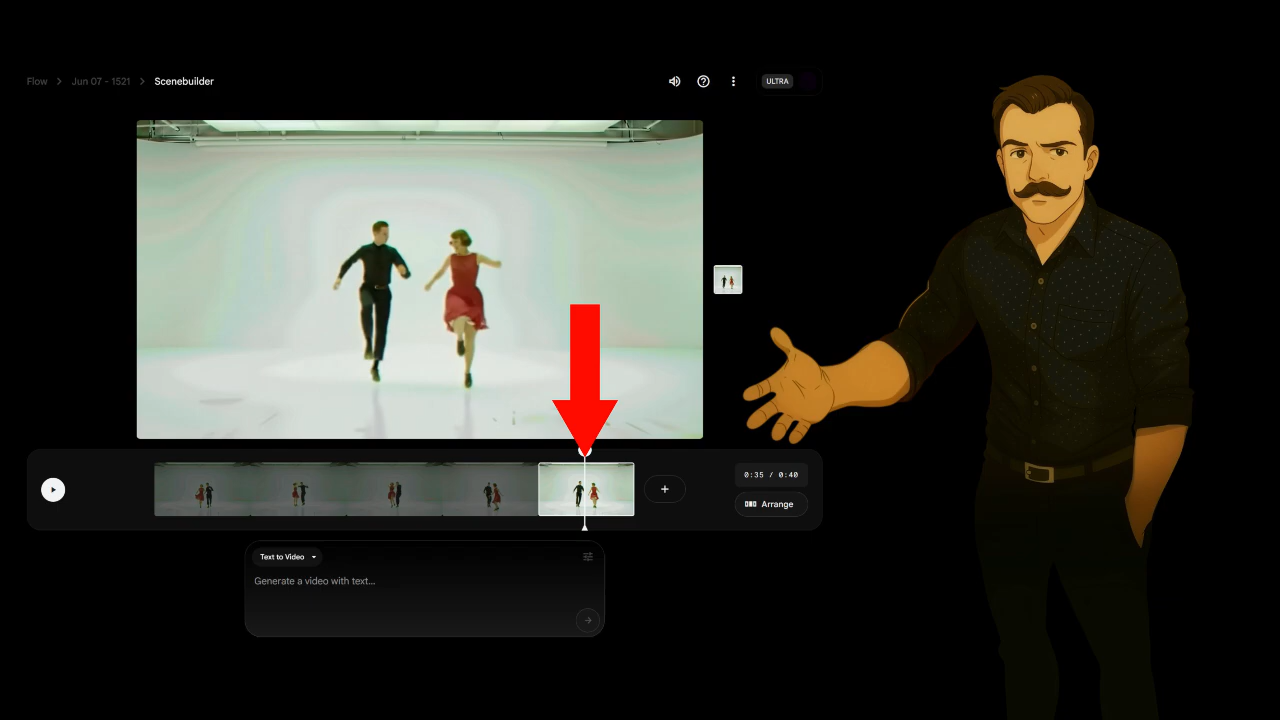 Flow > Jun 07 - 1521 > Scenebuilder
ULTRA
0:35 / 0:40
Arrange
Text to Video
Generate a video with text...